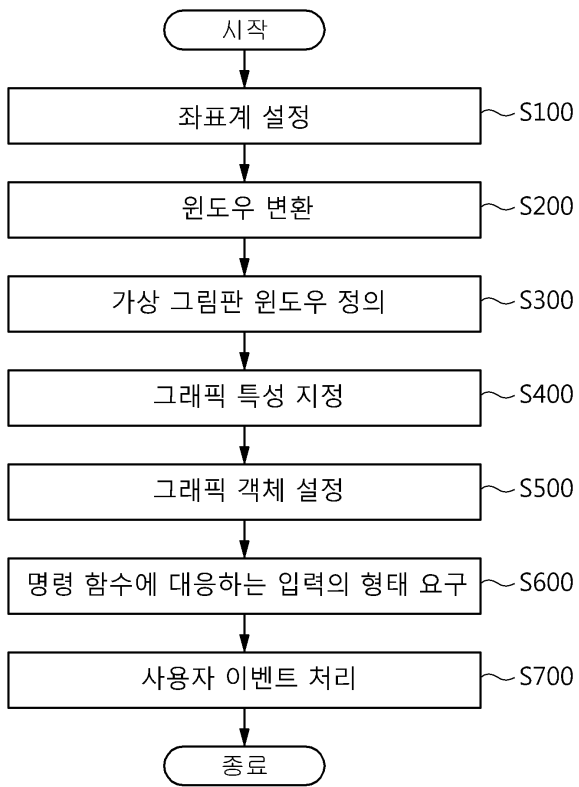 시작
좌표계 설정 S100
윈도우 변환 S200
가상 그림판 윈도우 정의 S300
그래픽 특성 지정 S400
그래픽 객체 설정 S500
명령 함수에 대응하는 입력의 형태 요구 S600
사용자 이벤트 처리 S700
종료